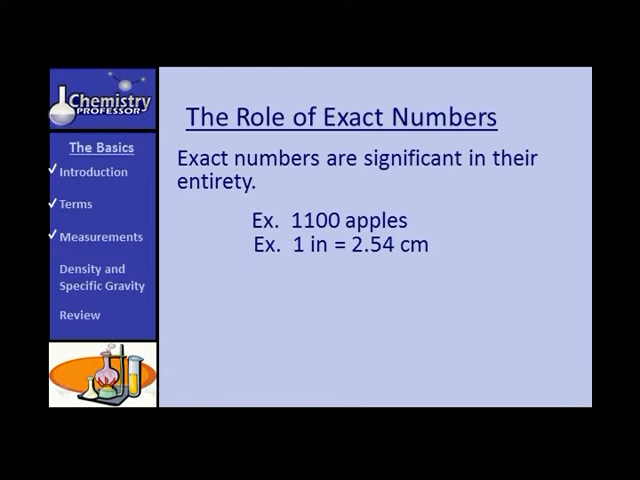 Chemistry
PROFESSOR
The Basics
Introduction
Terms
Measurements
Density and
Specific Gravity
Review
The Role of Exact Numbers
Exact numbers are significant in their
entirety.
Ex. 1100 apples
Ex. 1 in = 2.54 cm